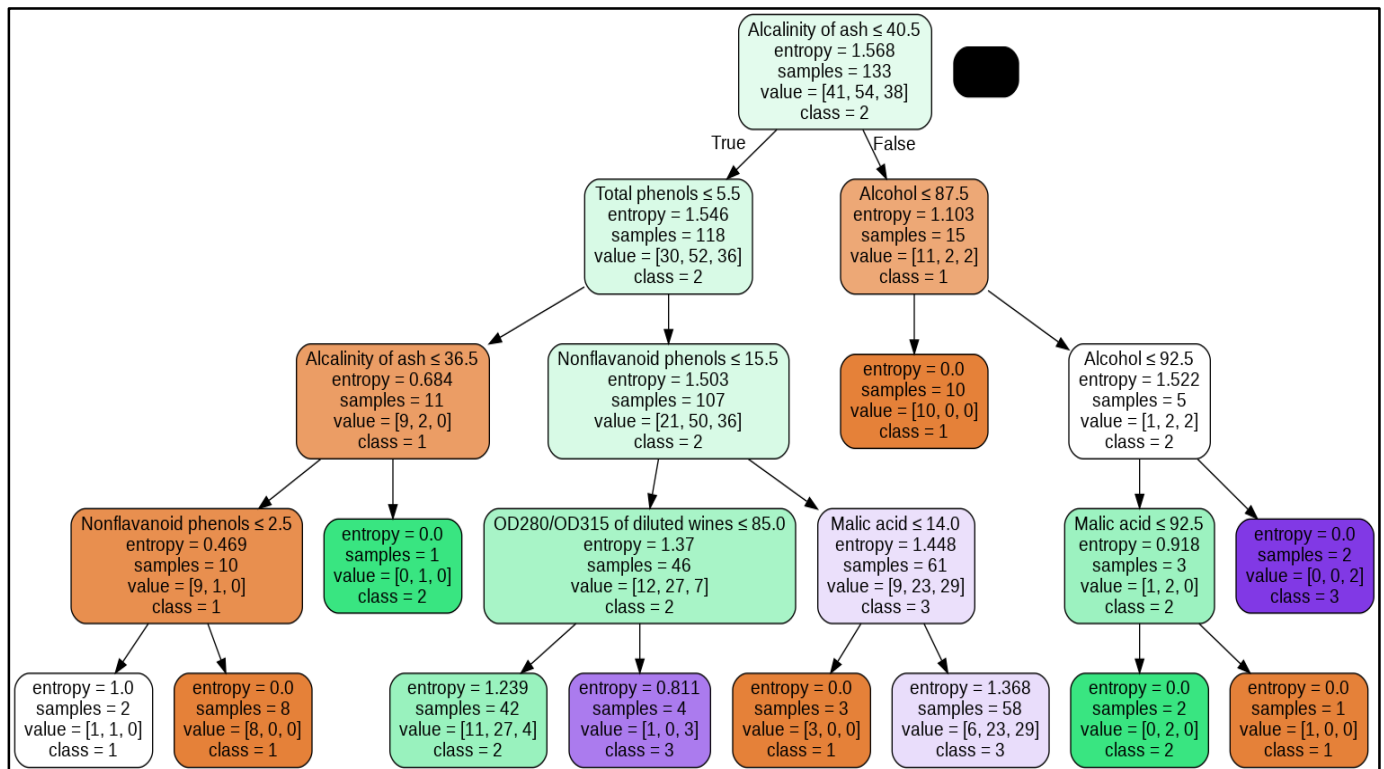 Alcalinity of ash ≤ 40.5
entropy = 1.568
samples = 133
value = [41, 54, 38]
class = 2
True
False
Total phenols ≤ 5.5
entropy = 1.546
samples = 118
value = [30, 52, 36]
class = 2
Alcohol ≤ 87.5
entropy = 1.103
samples = 15
value = [11, 2, 2]
class = 1
Alcalinity of ash ≤ 36.5
entropy = 0.684
samples = 11
value = [9, 2, 0]
class = 1
Nonflavanoid phenols ≤ 15.5
entropy = 1.503
samples = 107
value = [21, 50, 36]
class = 2
entropy = 0.0
samples = 10
value = [10, 0, 0]
class = 1
Alcohol ≤ 92.5
entropy = 1.522
samples = 5
value = [1, 2, 2]
class = 2
Nonflavanoid phenols ≤ 2.5
entropy = 0.469
samples = 10
value = [9, 1, 0]
class = 1
entropy = 0.0
samples = 1
value = [0, 1, 0]
class = 2
OD280/OD315 of diluted wines ≤ 85.0
entropy = 1.37
samples = 46
value = [12, 27, 7]
class = 2
Malic acid ≤ 14.0
entropy = 1.448
samples = 61
value = [9, 23, 29]
class = 3
Malic acid ≤ 92.5
entropy = 0.918
samples = 3
value = [1, 2, 0]
class = 2
entropy = 0.0
samples = 2
value = [0, 0, 2]
class = 3
entropy = 1.0
samples = 2
value = [1, 1, 0]
class = 1
entropy = 0.0
samples = 8
value = [8, 0, 0]
class = 1
entropy = 1.239
samples = 42
value = [11, 27, 4]
class = 2
entropy = 0.811
samples = 4
value = [1, 0, 3]
class = 3
entropy = 0.0
samples = 3
value = [3, 0, 0]
class = 1
entropy = 1.368
samples = 58
value = [6, 23, 29]
class = 3
entropy = 0.0
samples = 2
value = [0, 2, 0]
class = 2
entropy = 0.0
samples = 1
value = [1, 0, 0]
class = 1